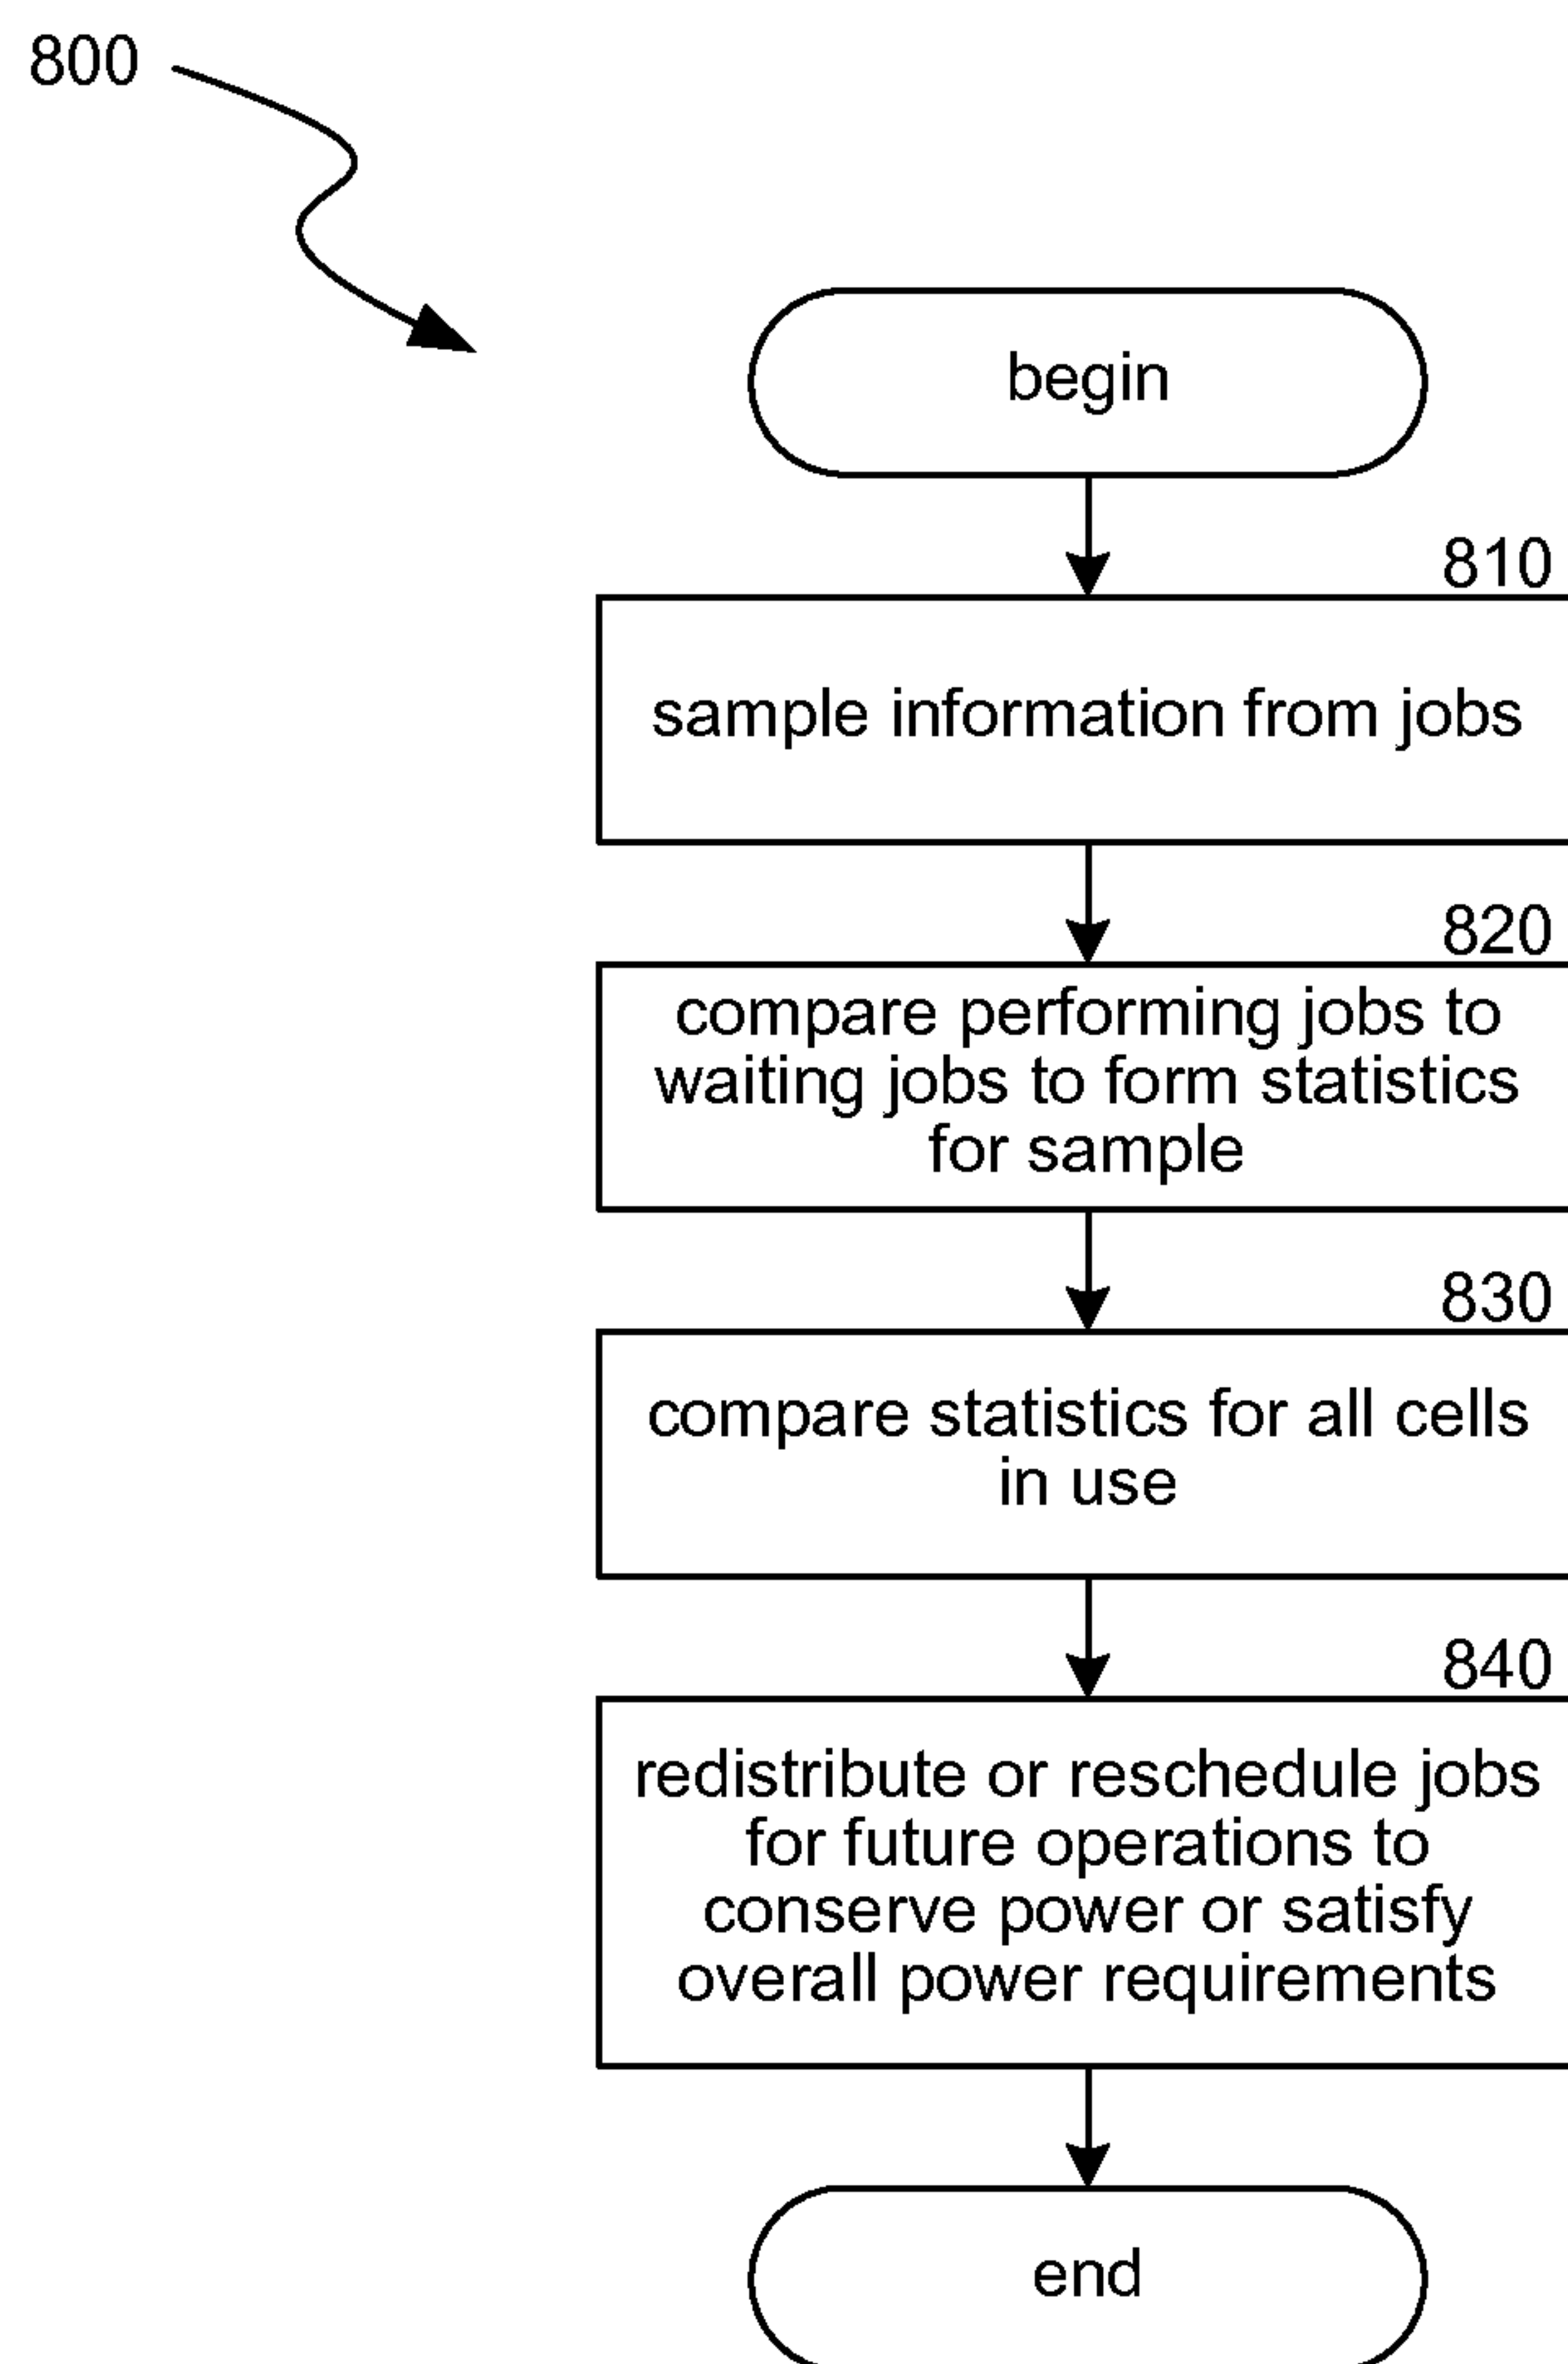 800
begin
810
sample information from jobs
820
compare performing jobs to
waiting jobs to form statistics
for sample
830
compare statistics for all cells
in use
840
redistribute or reschedule jobs
for future operations to
conserve power or satisfy
overall power requirements
end